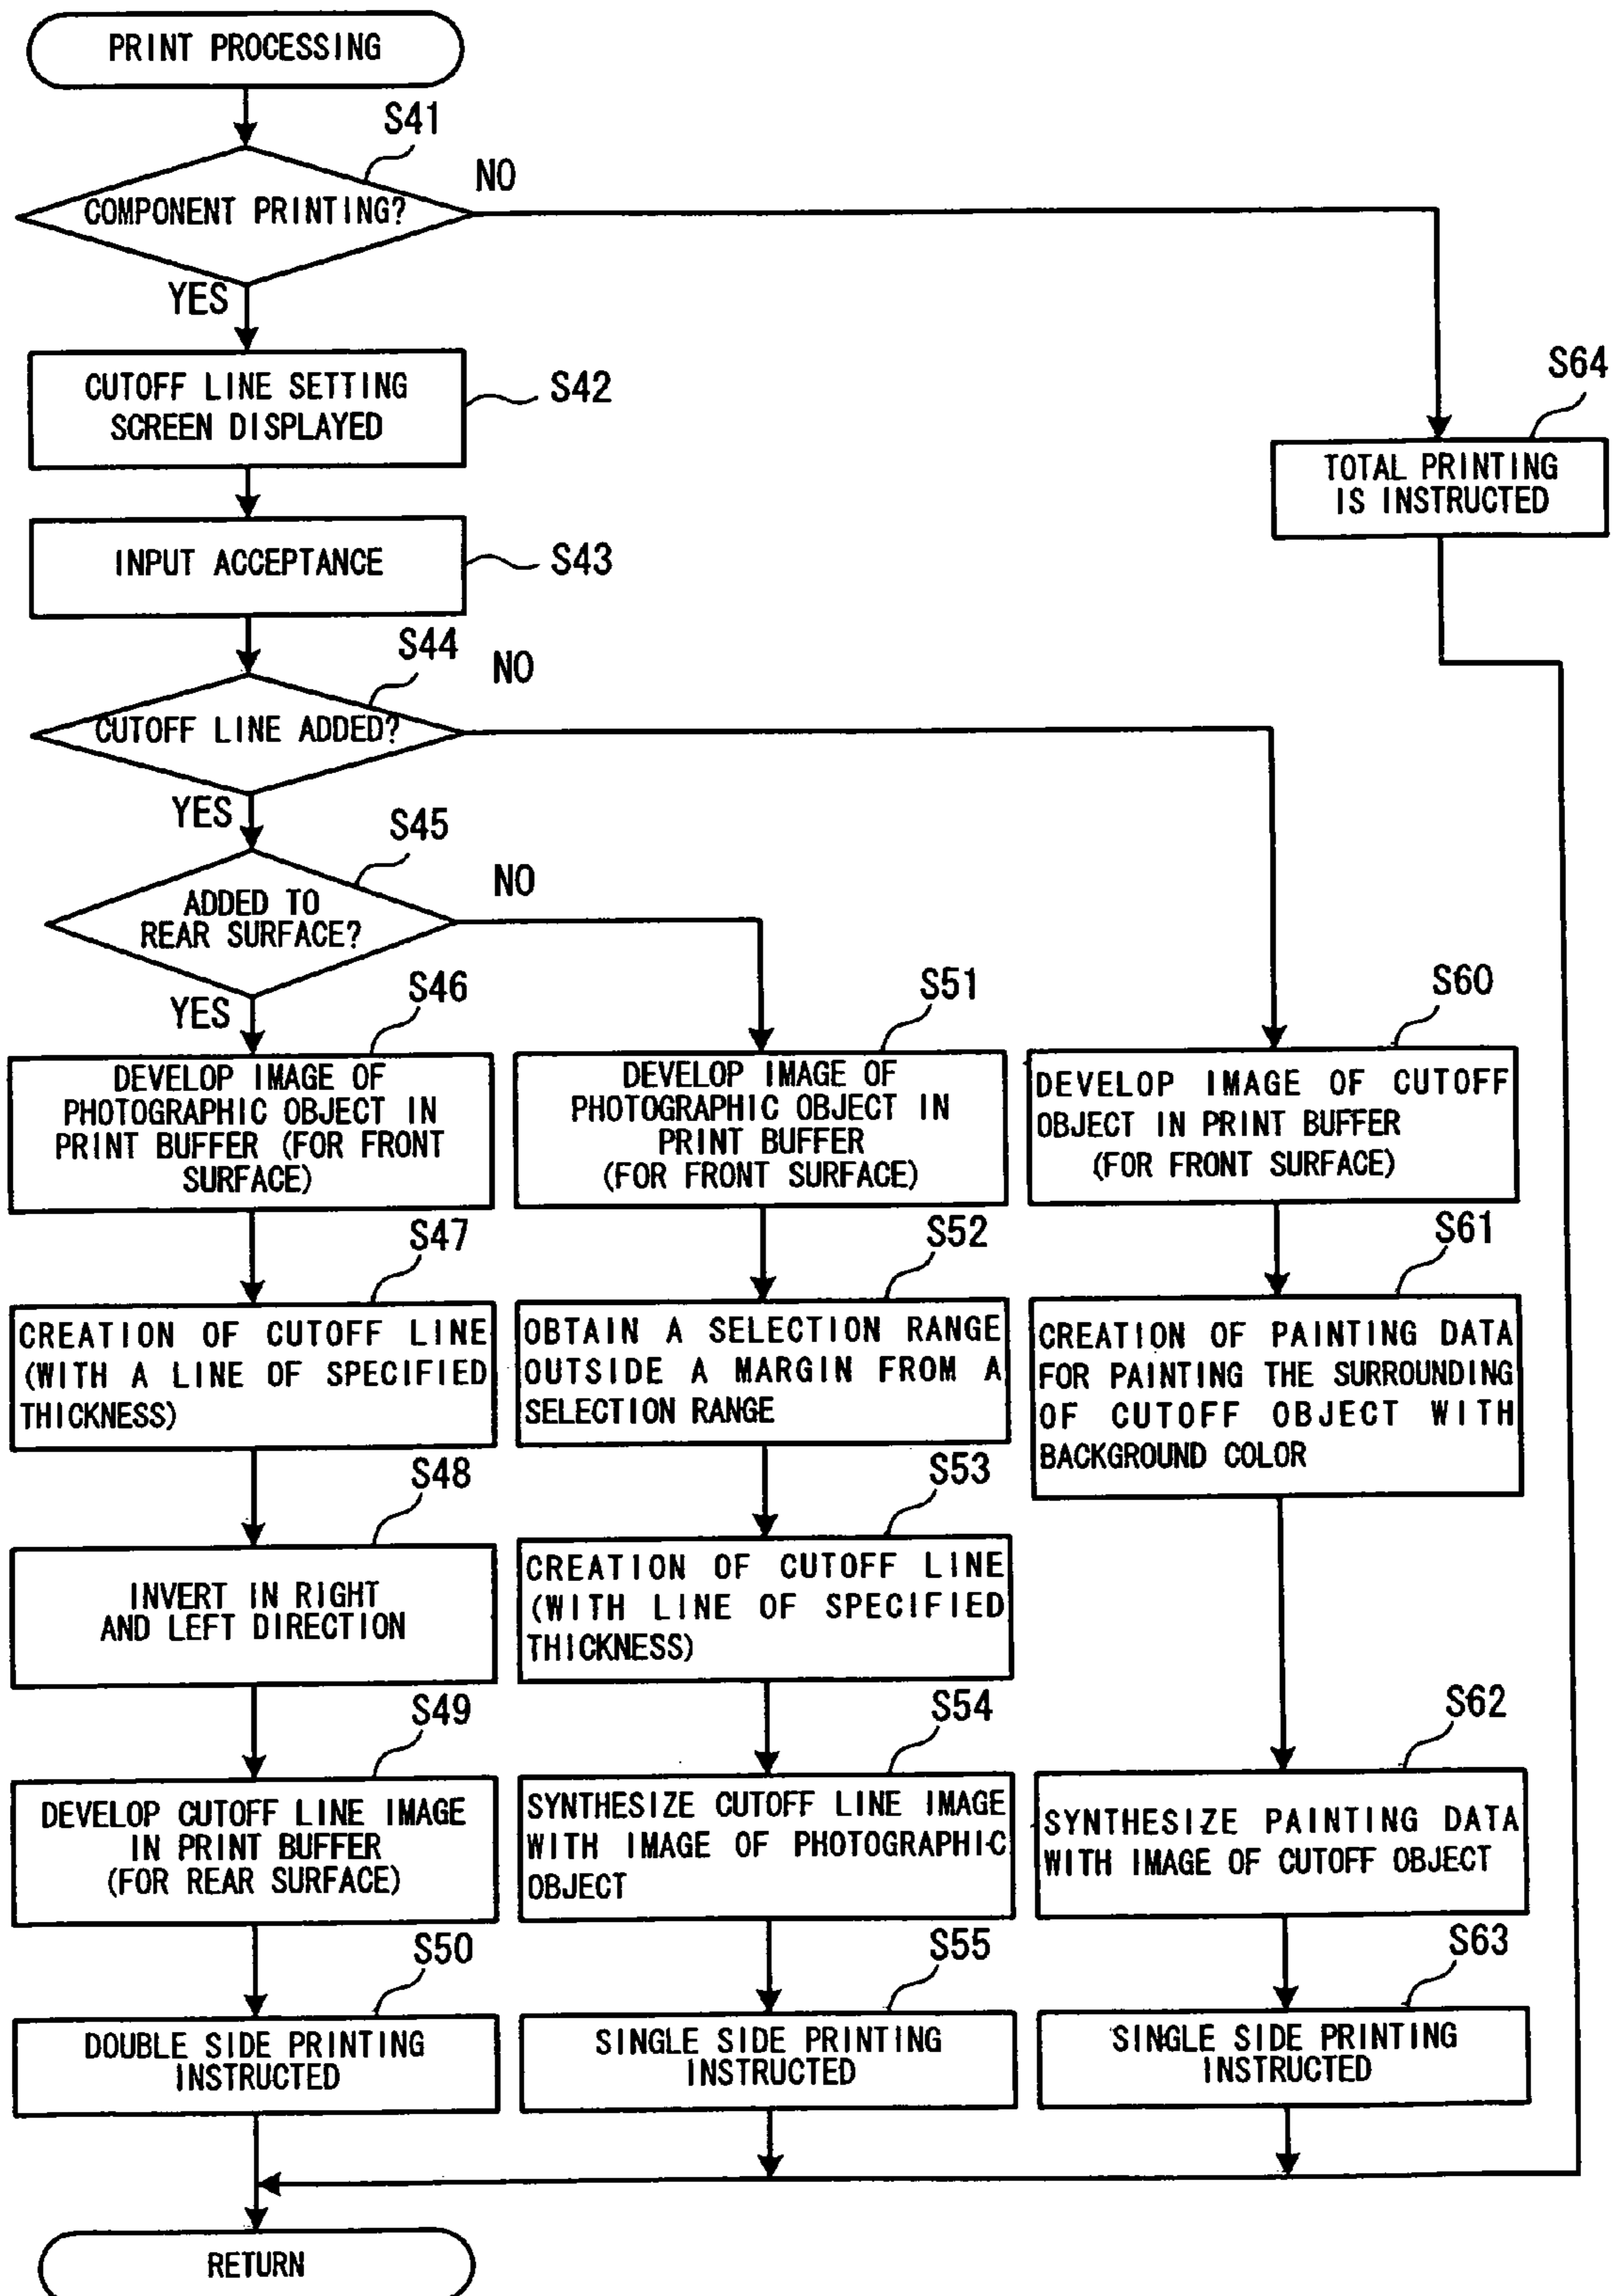 PRINT PROCESSING
S41
COMPONENT PRINTING?
NO
YES
CUTOFF LINE SETTING
SCREEN DISPLAYED
S42
S64
TOTAL PRINTING
IS INSTRUCTED
INPUT ACCEPTANCE
S43
S44
CUTOFF LINE ADDED?
NO
YES
S45
ADDED TO
REAR SURFACE?
NO
YES
S46
DEVELOP IMAGE OF
PHOTOGRAPHIC OBJECT IN
PRINT BUFFER (FOR FRONT
SURFACE)
S47
CREATION OF CUTOFF LINE
(WITH A LINE OF SPECIFIED
THICKNESS)
S48
INVERT IN RIGHT
AND LEFT DIRECTION
S49
DEVELOP CUTOFF LINE IMAGE
IN PRINT BUFFER
(FOR REAR SURFACE)
S50
DOUBLE SIDE PRINTING
INSTRUCTED
S51
DEVELOP IMAGE OF
PHOTOGRAPHIC OBJECT IN
PRINT BUFFER
(FOR FRONT SURFACE)
S52
OBTAIN A SELECTION RANGE
OUTSIDE A MARGIN FROM A
SELECTION RANGE
S53
CREATION OF CUTOFF LINE
(WITH LINE OF SPECIFIED
THICKNESS)
S54
SYNTHESIZE CUTOFF LINE IMAGE
WITH IMAGE OF PHOTOGRAPHIC
OBJECT
S55
SINGLE SIDE PRINTING
INSTRUCTED
S60
DEVELOP IMAGE OF CUTOFF
OBJECT IN PRINT BUFFER
(FOR FRONT SURFACE)
S61
CREATION OF PAINTING DATA
FOR PAINTING THE SURROUNDING
OF CUTOFF OBJECT WITH
BACKGROUND COLOR
S62
SYNTHESIZE PAINTING DATA
WITH IMAGE OF CUTOFF OBJECT
S63
SINGLE SIDE PRINTING
INSTRUCTED
RETURN